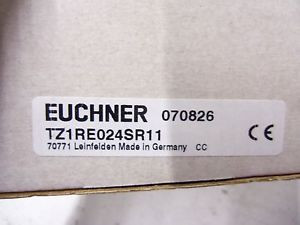 EUCHNER 070826
TZ1RE024SR11
70771 Leinfelden Made in Germany CC
CE